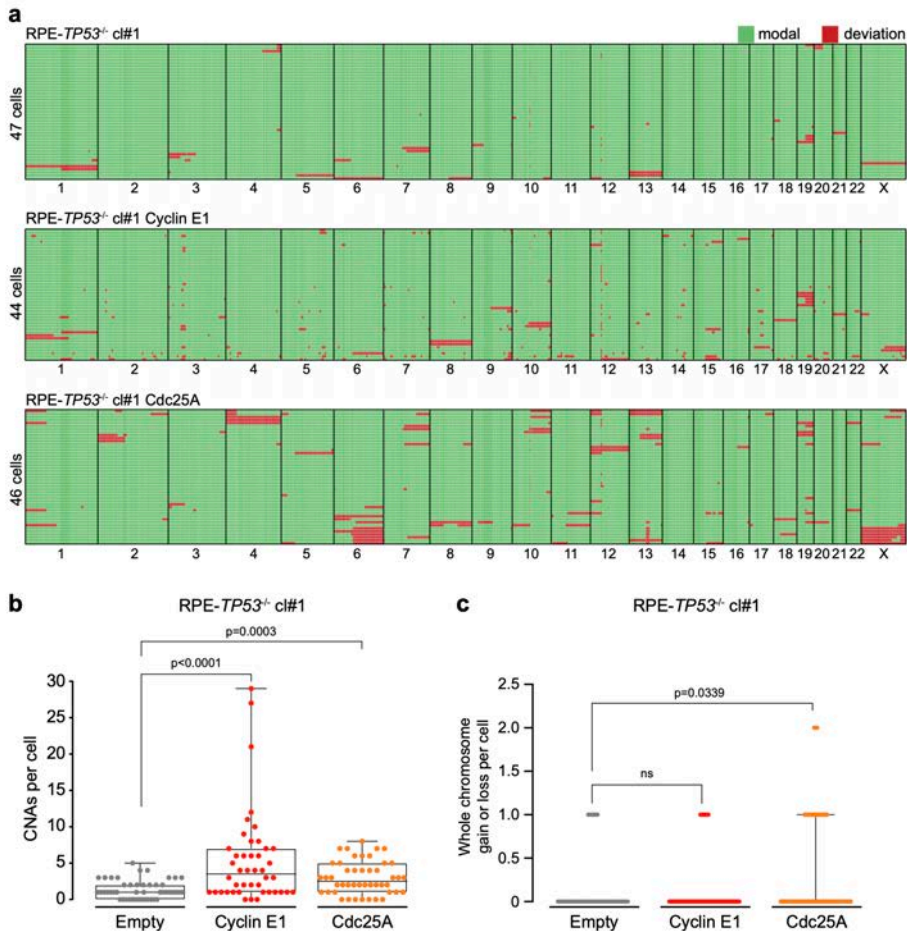 a
RPE-TP53-/- cl#1
modal deviation
47 cells
1 2 3 4 5 6 7 8 9 10 11 12 13 14 15 16 17 18 19 20 21 22 X
RPE-TP53-/- cl#1 Cyclin E1
44 cells
1 2 3 4 5 6 7 8 9 10 11 12 13 14 15 16 17 18 19 20 21 22 X
RPE-TP53-/- cl#1 Cdc25A
46 cells
1 2 3 4 5 6 7 8 9 10 11 12 13 14 15 16 17 18 19 20 21 22 X
b
RPE-TP53-/- cl#1
p=0.0003
p<0.0001
CNAs per cell
30
25
20
15
10
5
0
Empty Cyclin E1 Cdc25A
c
RPE-TP53-/- cl#1
p=0.0339
ns
Whole chromosome
gain or loss per cell
2.5
2.0
1.5
1.0
0.5
0
Empty Cyclin E1 Cdc25A